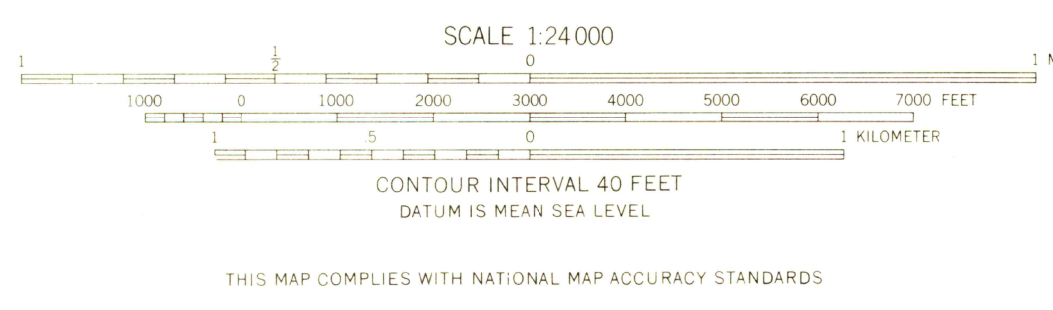 SCALE 1:24 000
1 1/2 0 1
1000 0 1000 2000 3000 4000 5000 6000 7000 FEET
1 .5 0 1 KILOMETER
CONTOUR INTERVAL 40 FEET
DATUM IS MEAN SEA LEVEL
THIS MAP COMPLIES WITH NATIONAL MAP ACCURACY STANDARDS